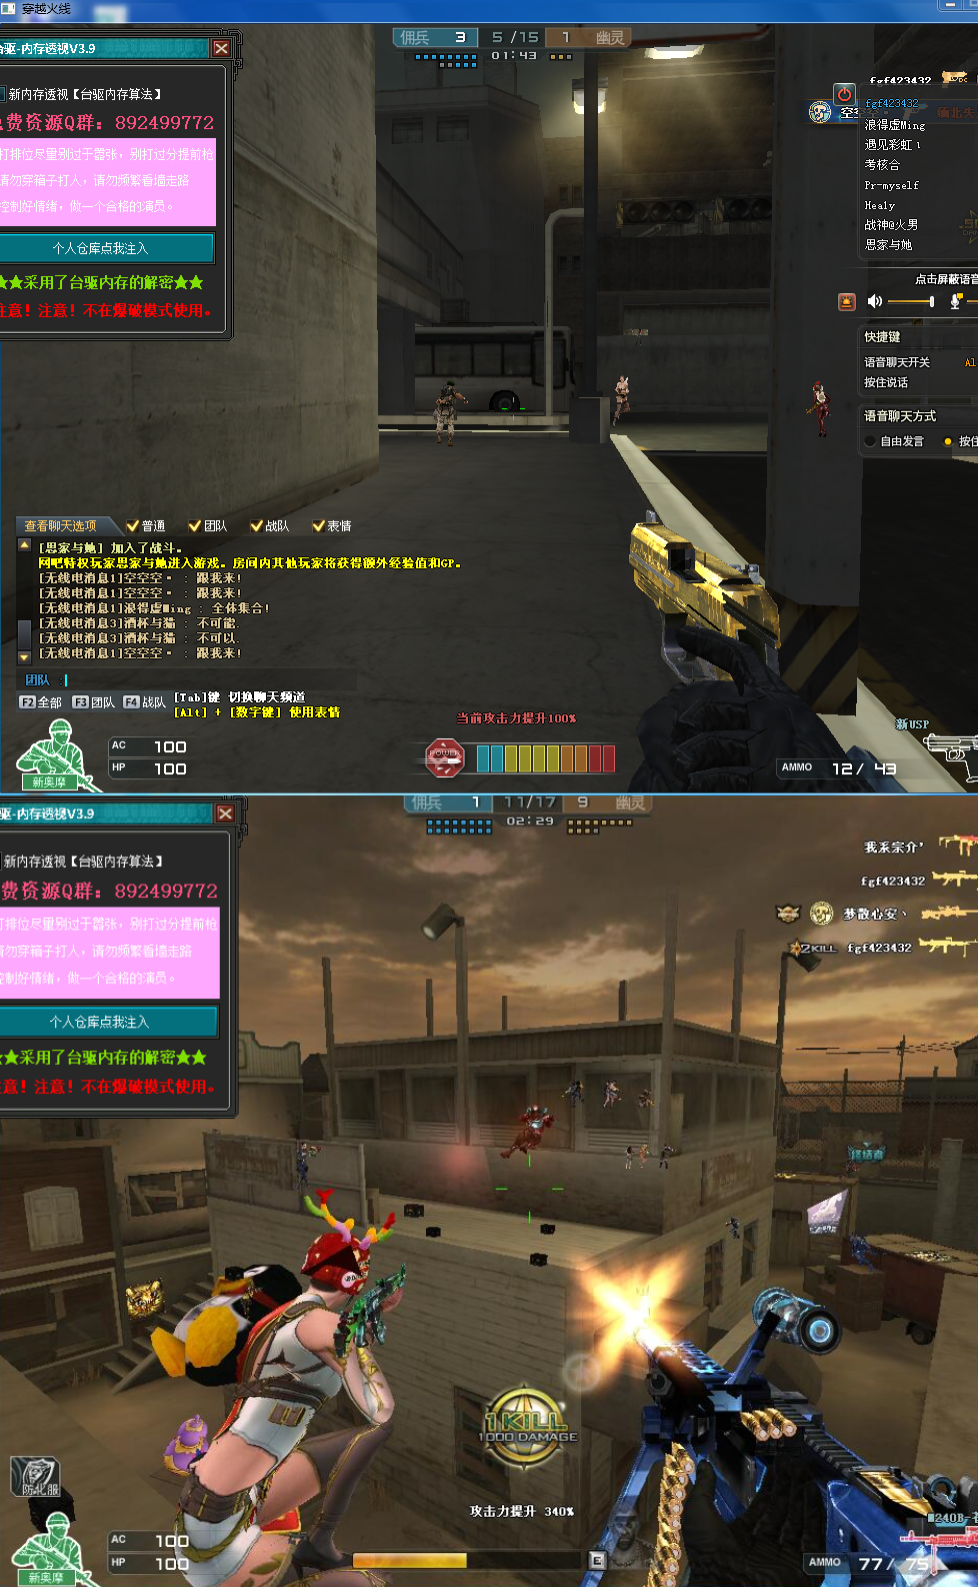 穿越火线
驱-内存透视V3.9
新内存透视【台驱内存算法】
费资源Q群：892499772
打排位尽量别过于嚣张，别打过分提前枪
请勿穿箱子打人，请勿频繁看墙走路
控制好情绪，做一个合格的演员。
个人仓库点我注入
★★采用了台驱内存的解密★★
注意！注意！不在爆破模式使用。
佣兵 3 5 /15 1 幽灵
01:43
fgf423432
空空空
fgf423432
浪得虚Ming
遇见彩虹ι
考核合
Pr-myself
Healy
战神@火男
思家与她
点击屏蔽语音
快捷键
语音聊天开关 Al
按住说话
语音聊天方式
自由发言 按住
查看聊天选项 普通 团队 战队 表情
[思家与她] 加入了战斗。
网吧特权玩家思家与她进入游戏。房间内其他玩家将获得额外经验值和GP。
[无线电消息1]空空空· : 跟我来!
[无线电消息1]空空空· : 跟我来!
[无线电消息1]浪得虚Ming : 全体集合!
[无线电消息3]酒杯与猫 : 不可能.
[无线电消息3]酒杯与猫 : 不可以.
[无线电消息1]空空空· : 跟我来!
团队
F2全部 F3团队 F4战队 [Tab]键 切换聊天频道
[Alt] + [数字键] 使用表情
当前攻击力提升100%
POWER
新USP
AC 100
HP 100
新奥摩
AMMO 12/ 43
驱-内存透视V3.9
新内存透视【台驱内存算法】
费资源Q群：892499772
打排位尽量别过于嚣张，别打过分提前枪
请勿穿箱子打人，请勿频繁看墙走路
控制好情绪，做一个合格的演员。
个人仓库点我注入
★采用了台驱内存的解密★★
意！注意！不在爆破模式使用。
佣兵 1 11/17 9 幽灵
02:29
我系宗介'
fgf423432
梦散心安丶
2KILL fgf423432
终结者
1KILL
1000 DAMAGE
攻击力提升 340%
防化服
AC 100
HP 100
新奥摩
E
M240B-
AMMO 77/ 75